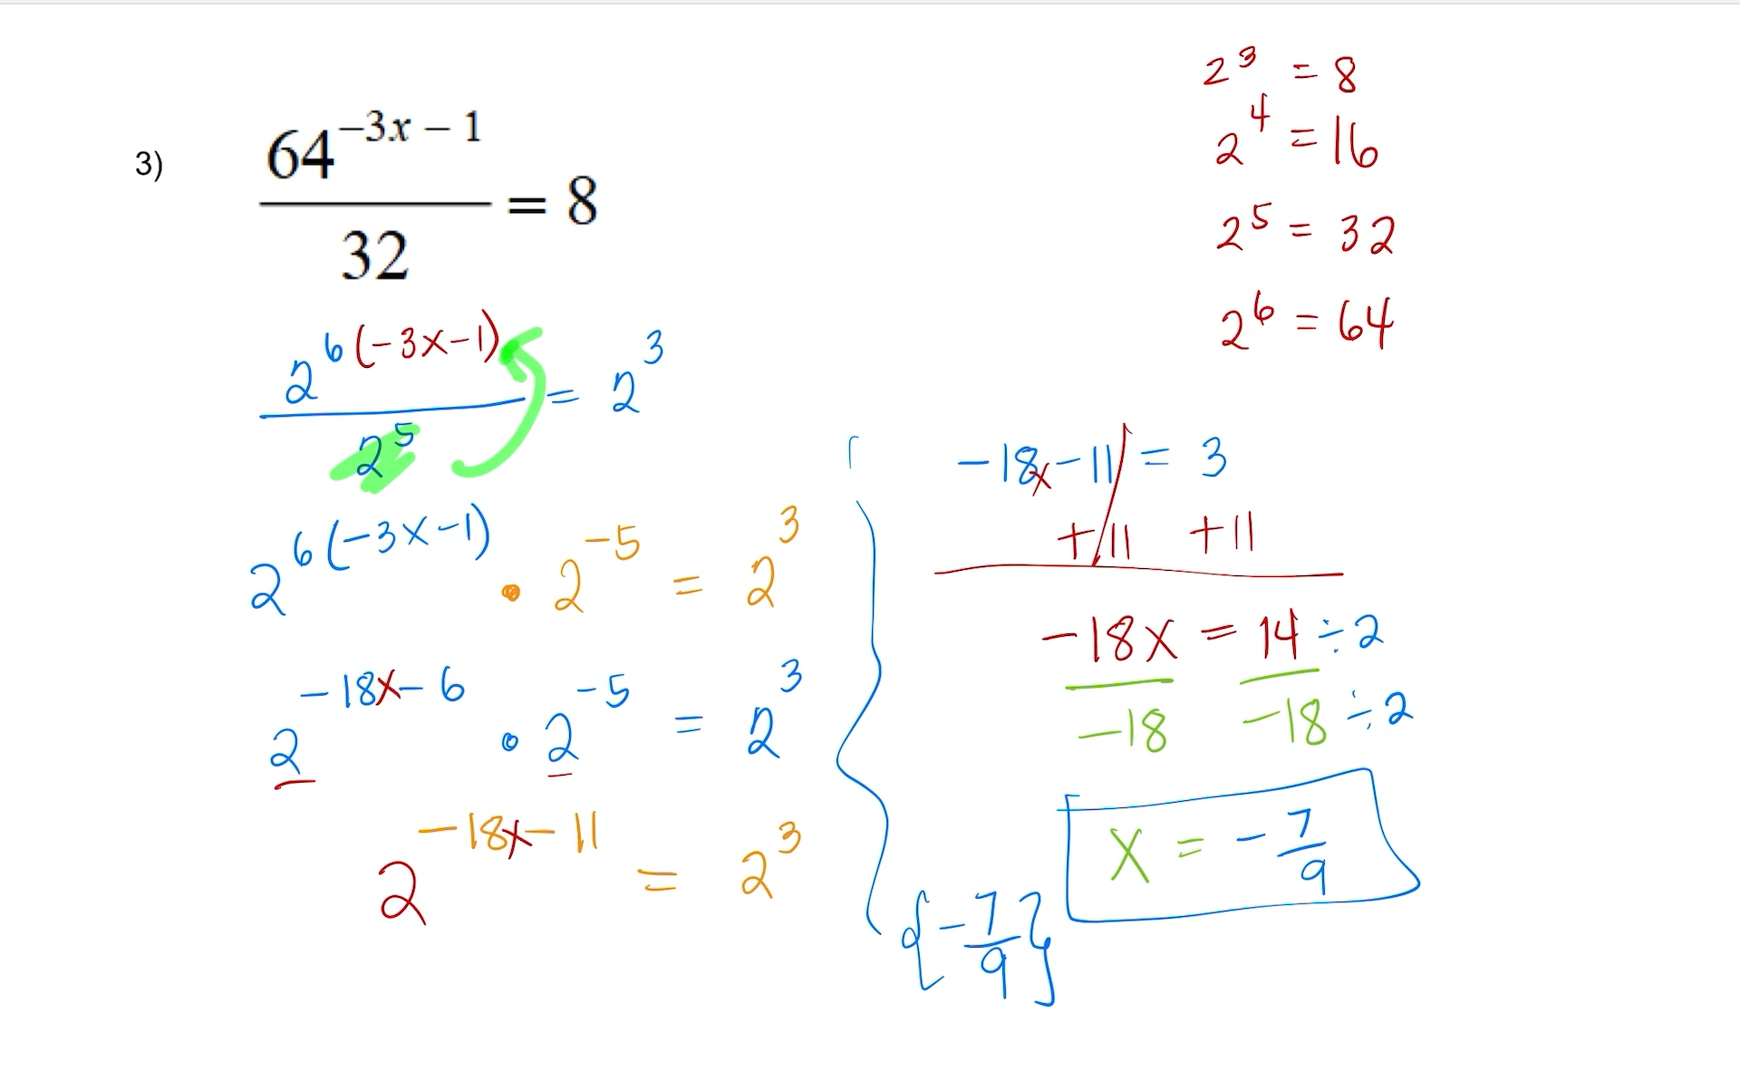 3) 64^(-3x - 1) / 32 = 8
2^(6(-3x-1)) / 2^5 = 2^3
2^(6(-3x-1)) • 2^(-5) = 2^3
2^(-18x-6) • 2^(-5) = 2^3
2^(-18x-11) = 2^3
2^3 = 8
2^4 = 16
2^5 = 32
2^6 = 64
-18x-11 = 3
+11 +11
-18x = 14 ÷2
-18 -18 ÷2
x = -7/9
{-7/9}